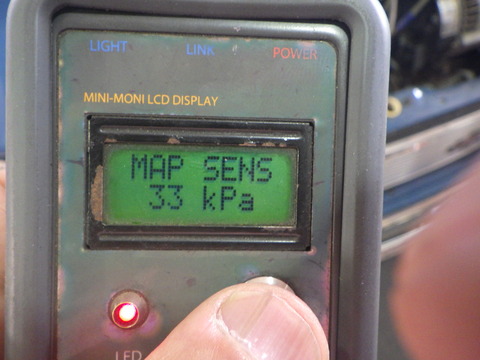 LIGHT LINK POWER
MINI-MONI LCD DISPLAY
MAP SENS
33 kPa
LED